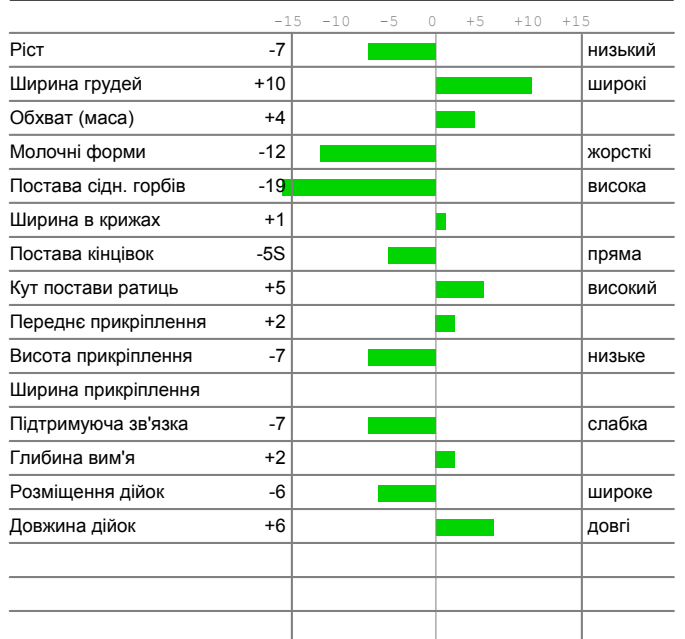 -15 -10 -5 0 +5 +10 +15
Ріст -7 низький
Ширина грудей +10 широкі
Обхват (маса) +4
Молочні форми -12 жорсткі
Постава сідн. горбів -19 висока
Ширина в крижах +1
Постава кінцівок -5S пряма
Кут постави ратиць +5 високий
Переднє прикріплення +2
Висота прикріплення -7 низьке
Ширина прикріплення
Підтримуюча зв'язка -7 слабка
Глибина вим'я +2
Розміщення дійок -6 широке
Довжина дійок +6 довгі